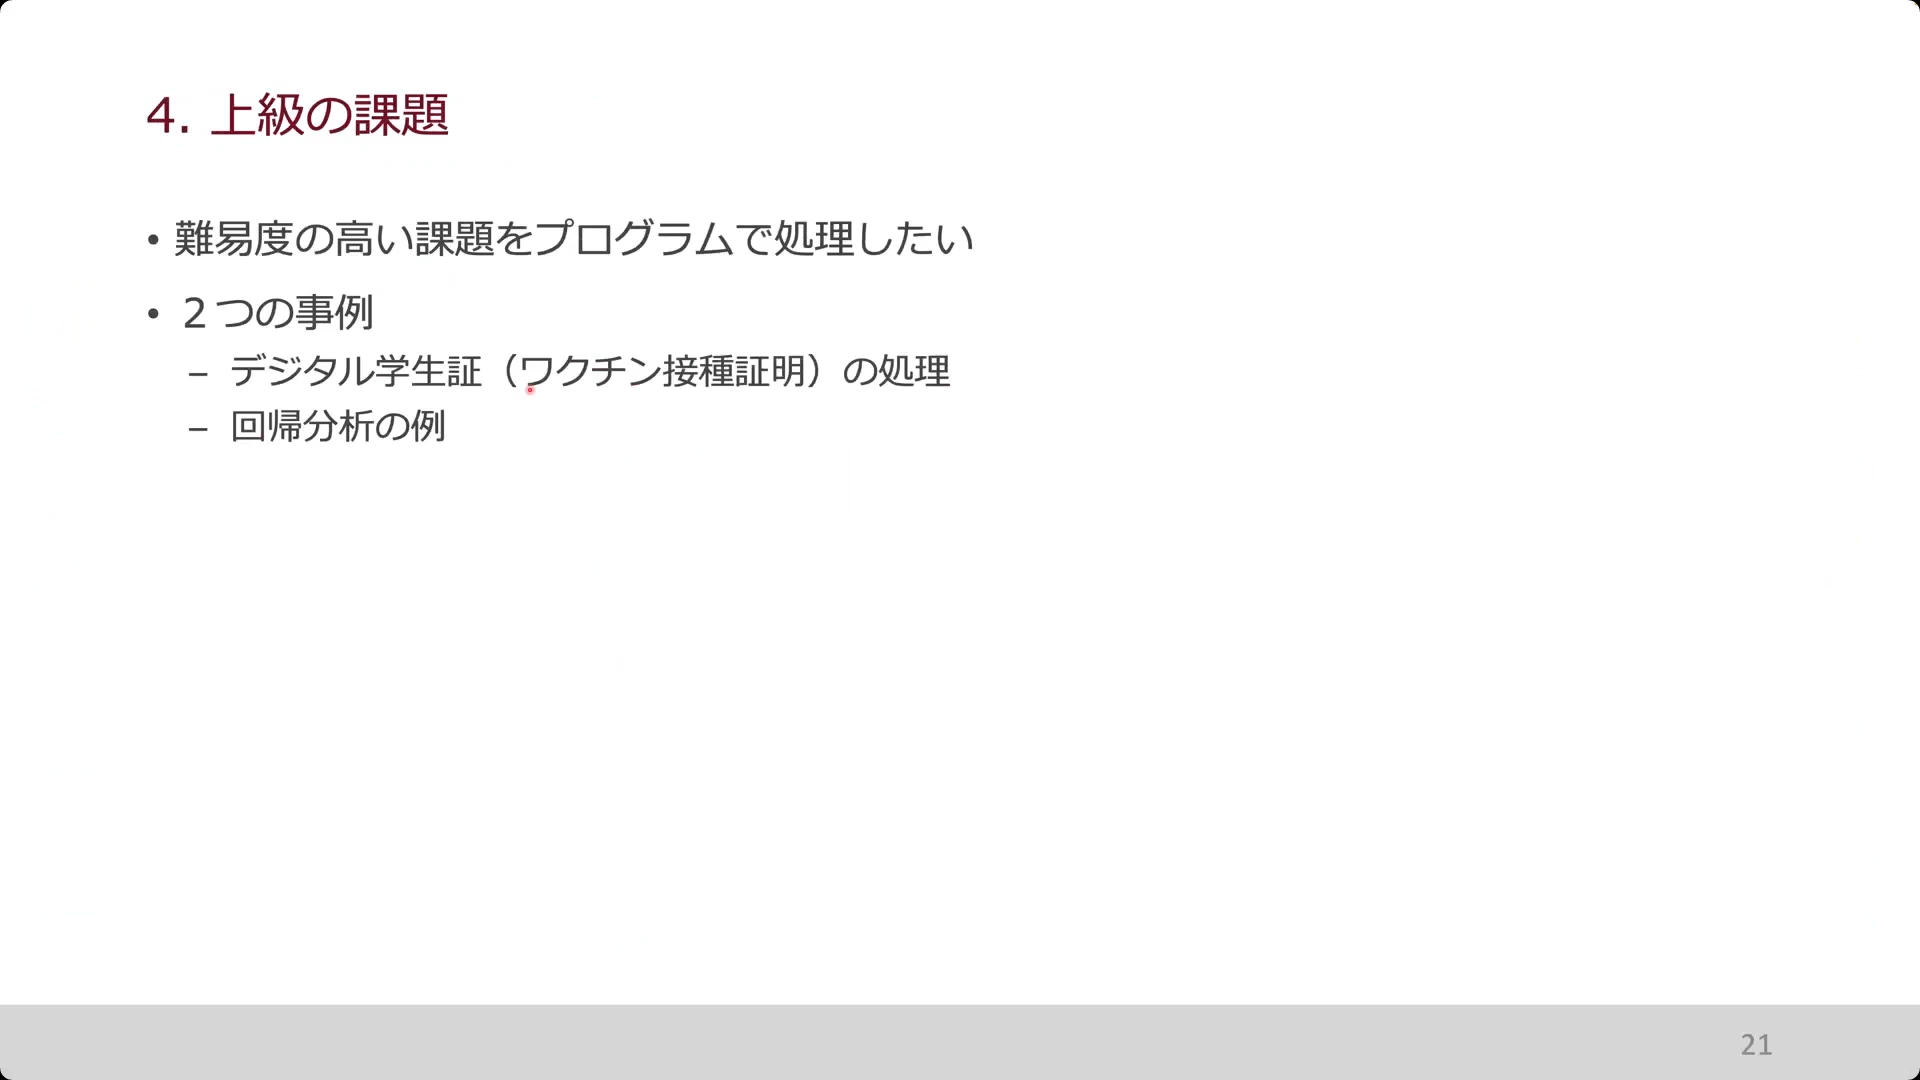 4. 上級の課題
• 難易度の高い課題をプログラムで処理したい
• ２つの事例
– デジタル学生証（ワクチン接種証明）の処理
– 回帰分析の例
21